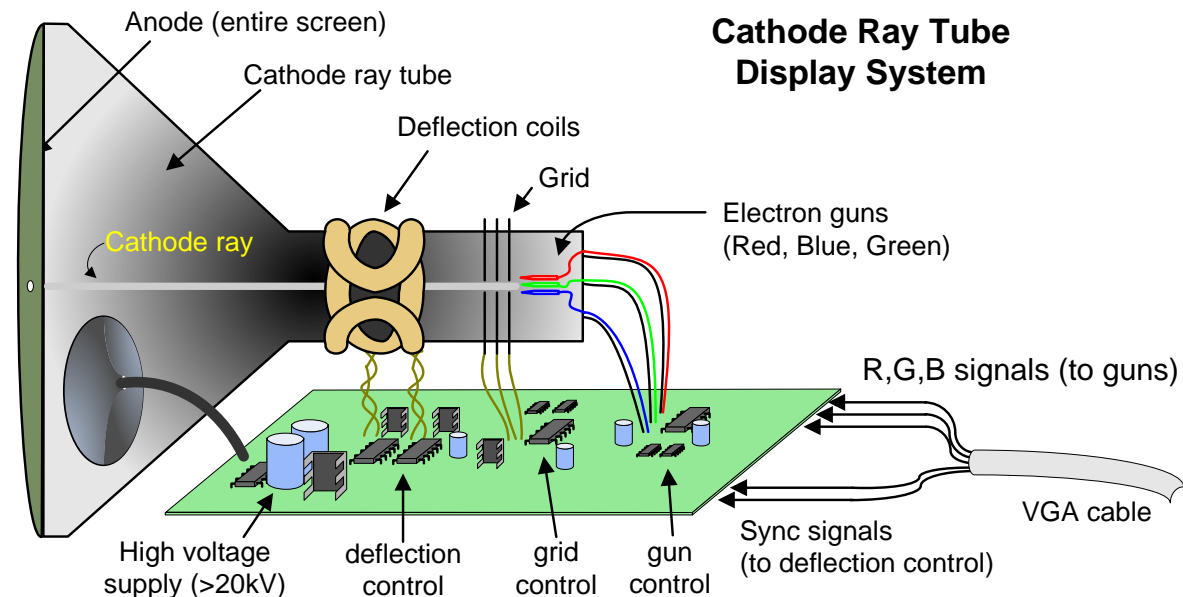 Cathode Ray Tube
Display System
Anode (entire screen)
Cathode ray tube
Deflection coils
Grid
Electron guns
(Red, Blue, Green)
Cathode ray
R,G,B signals (to guns)
VGA cable
Sync signals
(to deflection control)
High voltage
supply (>20kV)
deflection
control
grid
control
gun
control